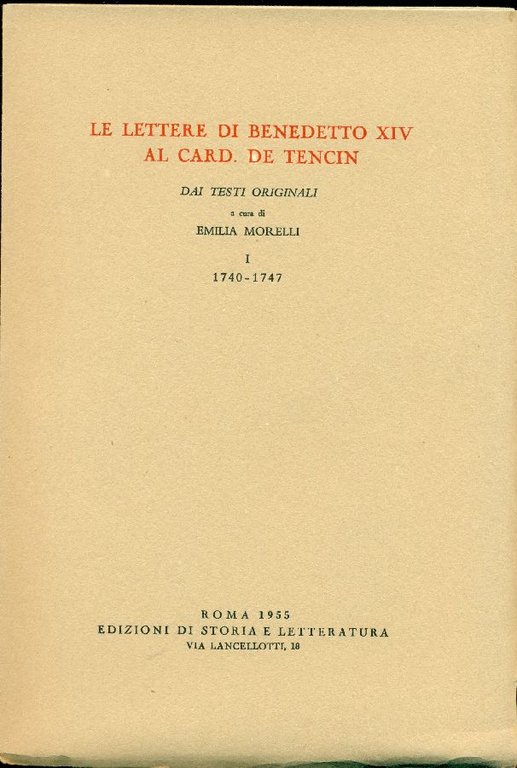 LE LETTERE DI BENEDETTO XIV
AL CARD. DE TENCIN
DAI TESTI ORIGINALI
a cura di
EMILIA MORELLI
I
1740-1747
ROMA 1955
EDIZIONI DI STORIA E LETTERATURA
VIA LANCELLOTTI, 18